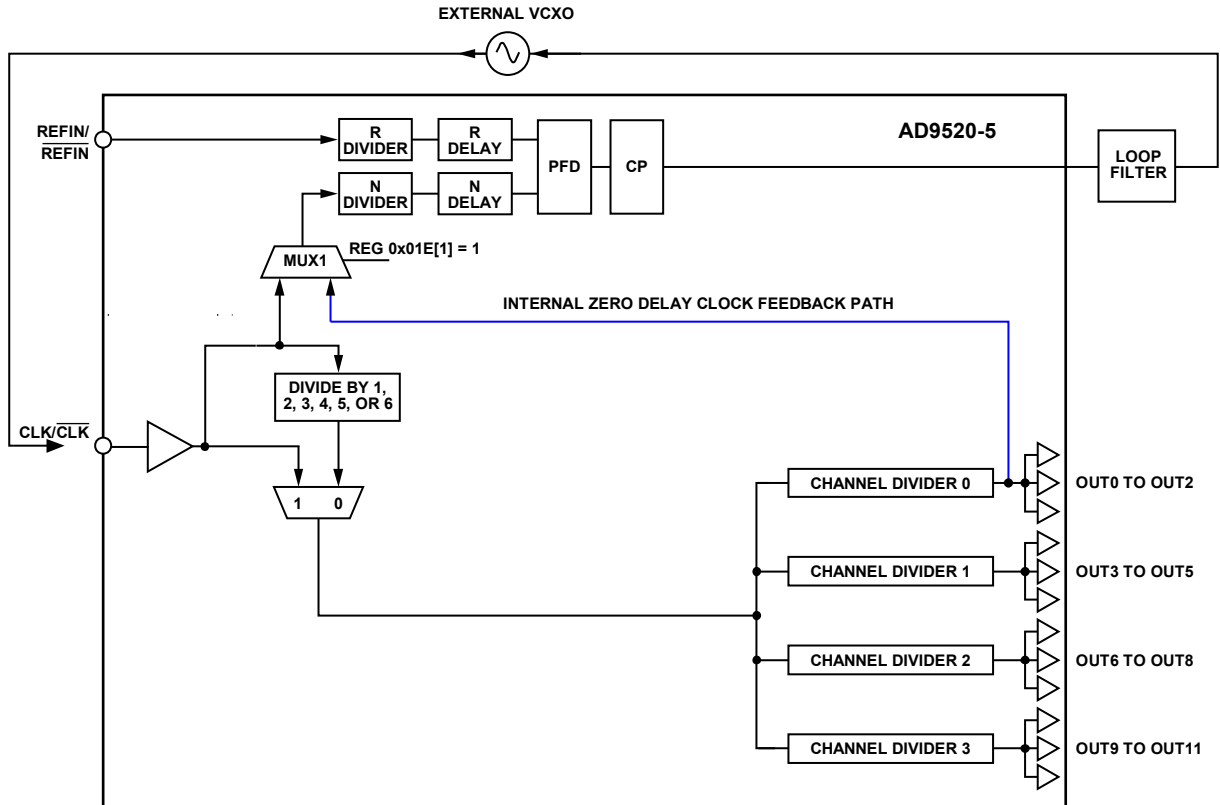 EXTERNAL VCXO
REFIN/
REFIN
R
DIVIDER
R
DELAY
PFD
CP
AD9520-5
LOOP
FILTER
N
DIVIDER
N
DELAY
MUX1
REG 0x01E[1] = 1
INTERNAL ZERO DELAY CLOCK FEEDBACK PATH
DIVIDE BY 1,
2, 3, 4, 5, OR 6
CLK/CLK
1 0
CHANNEL DIVIDER 0
OUT0 TO OUT2
CHANNEL DIVIDER 1
OUT3 TO OUT5
CHANNEL DIVIDER 2
OUT6 TO OUT8
CHANNEL DIVIDER 3
OUT9 TO OUT11